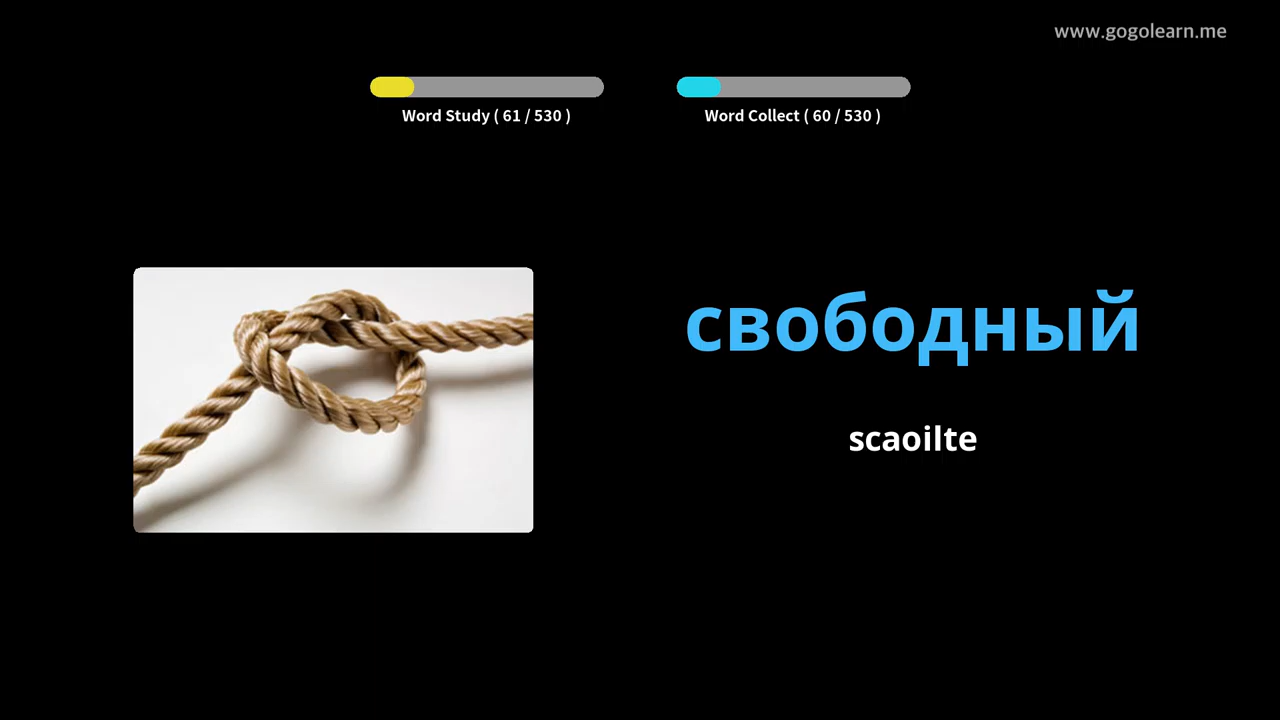 www.gogolearn.me
Word Study ( 61 / 530 )
Word Collect ( 60 / 530 )
свободный
scaoilte